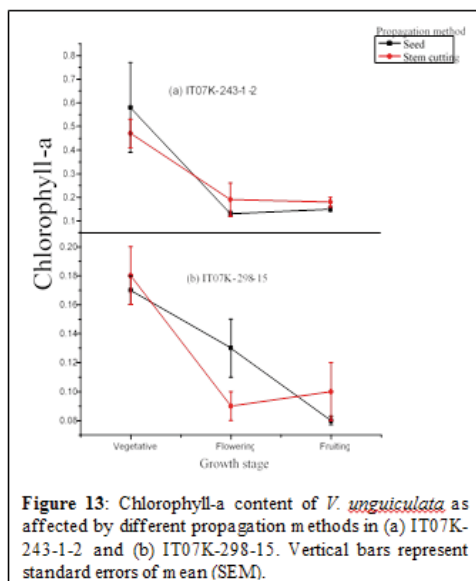 Propagation method
Seed
Stem cutting
0.8
(a) IT07K-243-1-2
0.7
0.6
0.5
0.4
0.3
0.2
0.1
Chlorophyll-a
0.20
(b) IT07K-298-15
0.18
0.16
0.14
0.12
0.10
0.08
Vegetative Flowering Fruiting
Growth stage
Figure 13: Chlorophyll-a content of V. unguiculata as
affected by different propagation methods in (a) IT07K-
243-1-2 and (b) IT07K-298-15. Vertical bars represent
standard errors of mean (SEM).